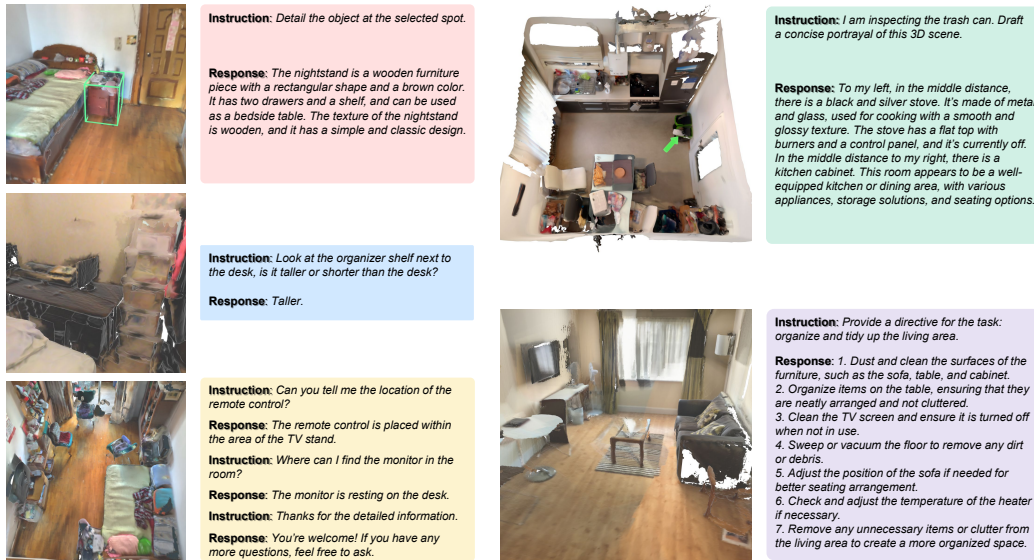 Instruction: Detail the object at the selected spot.
Response: The nightstand is a wooden furniture
piece with a rectangular shape and a brown color.
It has two drawers and a shelf, and can be used
as a bedside table. The texture of the nightstand
is wooden, and it has a simple and classic design.
Instruction: Look at the organizer shelf next to
the desk, is it taller or shorter than the desk?
Response: Taller.
Instruction: Can you tell me the location of the
remote control?
Response: The remote control is placed within
the area of the TV stand.
Instruction: Where can I find the monitor in the
room?
Response: The monitor is resting on the desk.
Instruction: Thanks for the detailed information.
Response: You're welcome! If you have any
more questions, feel free to ask.
Instruction: I am inspecting the trash can. Draft
a concise portrayal of this 3D scene.
Response: To my left, in the middle distance,
there is a black and silver stove. It's made of metal
and glass, used for cooking with a smooth and
glossy texture. The stove has a flat top with
burners and a control panel, and it's currently off.
In the middle distance to my right, there is a
kitchen cabinet. This room appears to be a well-
equipped kitchen or dining area, with various
appliances, storage solutions, and seating options.
Instruction: Provide a directive for the task:
organize and tidy up the living area.
Response: 1. Dust and clean the surfaces of the
furniture, such as the sofa, table, and cabinet.
2. Organize items on the table, ensuring that they
are neatly arranged and not cluttered.
3. Clean the TV screen and ensure it is turned off
when not in use.
4. Sweep or vacuum the floor to remove any dirt
or debris.
5. Adjust the position of the sofa if needed for
better seating arrangement.
6. Check and adjust the temperature of the heater
if necessary.
7. Remove any unnecessary items or clutter from
the living area to create a more organized space.